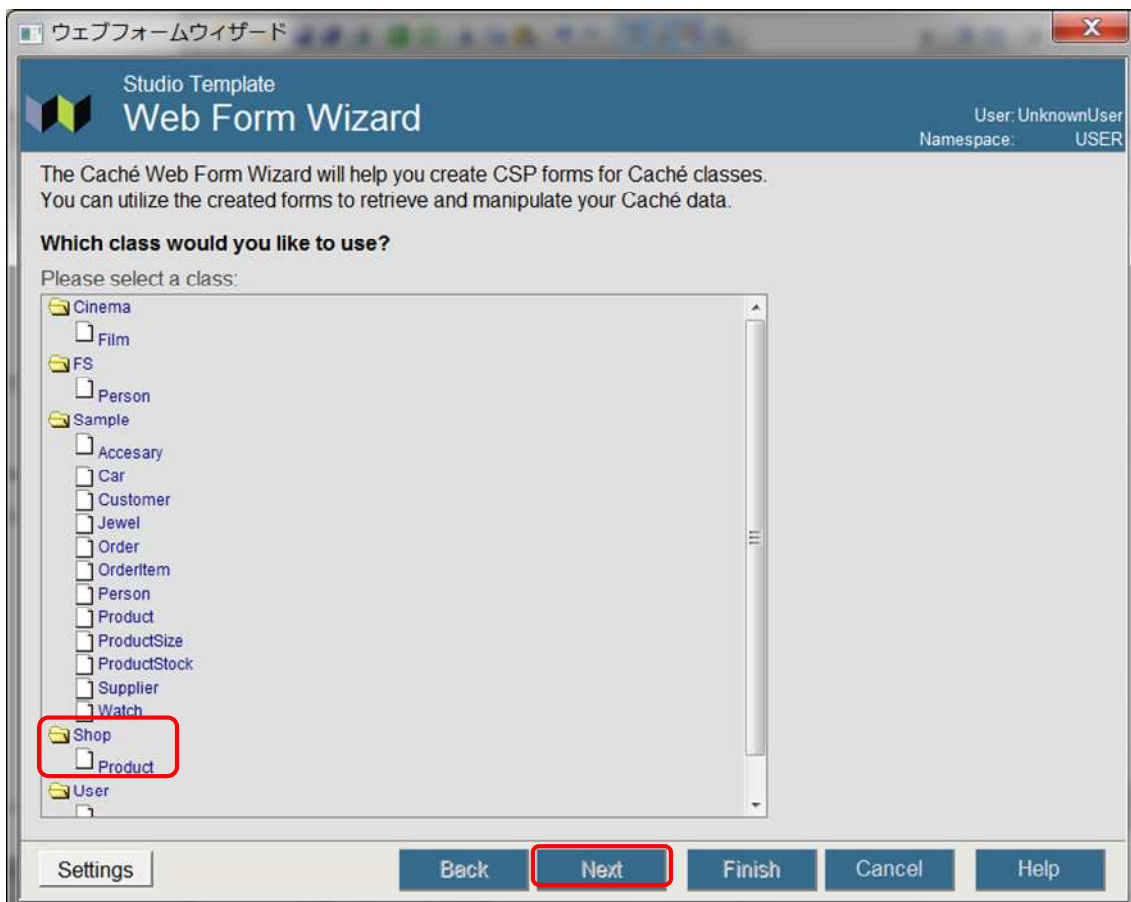 ウェブフォームウィザード
X
Studio Template
Web Form Wizard
User: UnknownUser
Namespace: USER
The Caché Web Form Wizard will help you create CSP forms for Caché classes.
You can utilize the created forms to retrieve and manipulate your Caché data.
Which class would you like to use?
Please select a class:
Cinema
Film
FS
Person
Sample
Accesary
Car
Customer
Jewel
Order
OrderItem
Person
Product
ProductSize
ProductStock
Supplier
Watch
Shop
Product
User
Settings
Back
Next
Finish
Cancel
Help